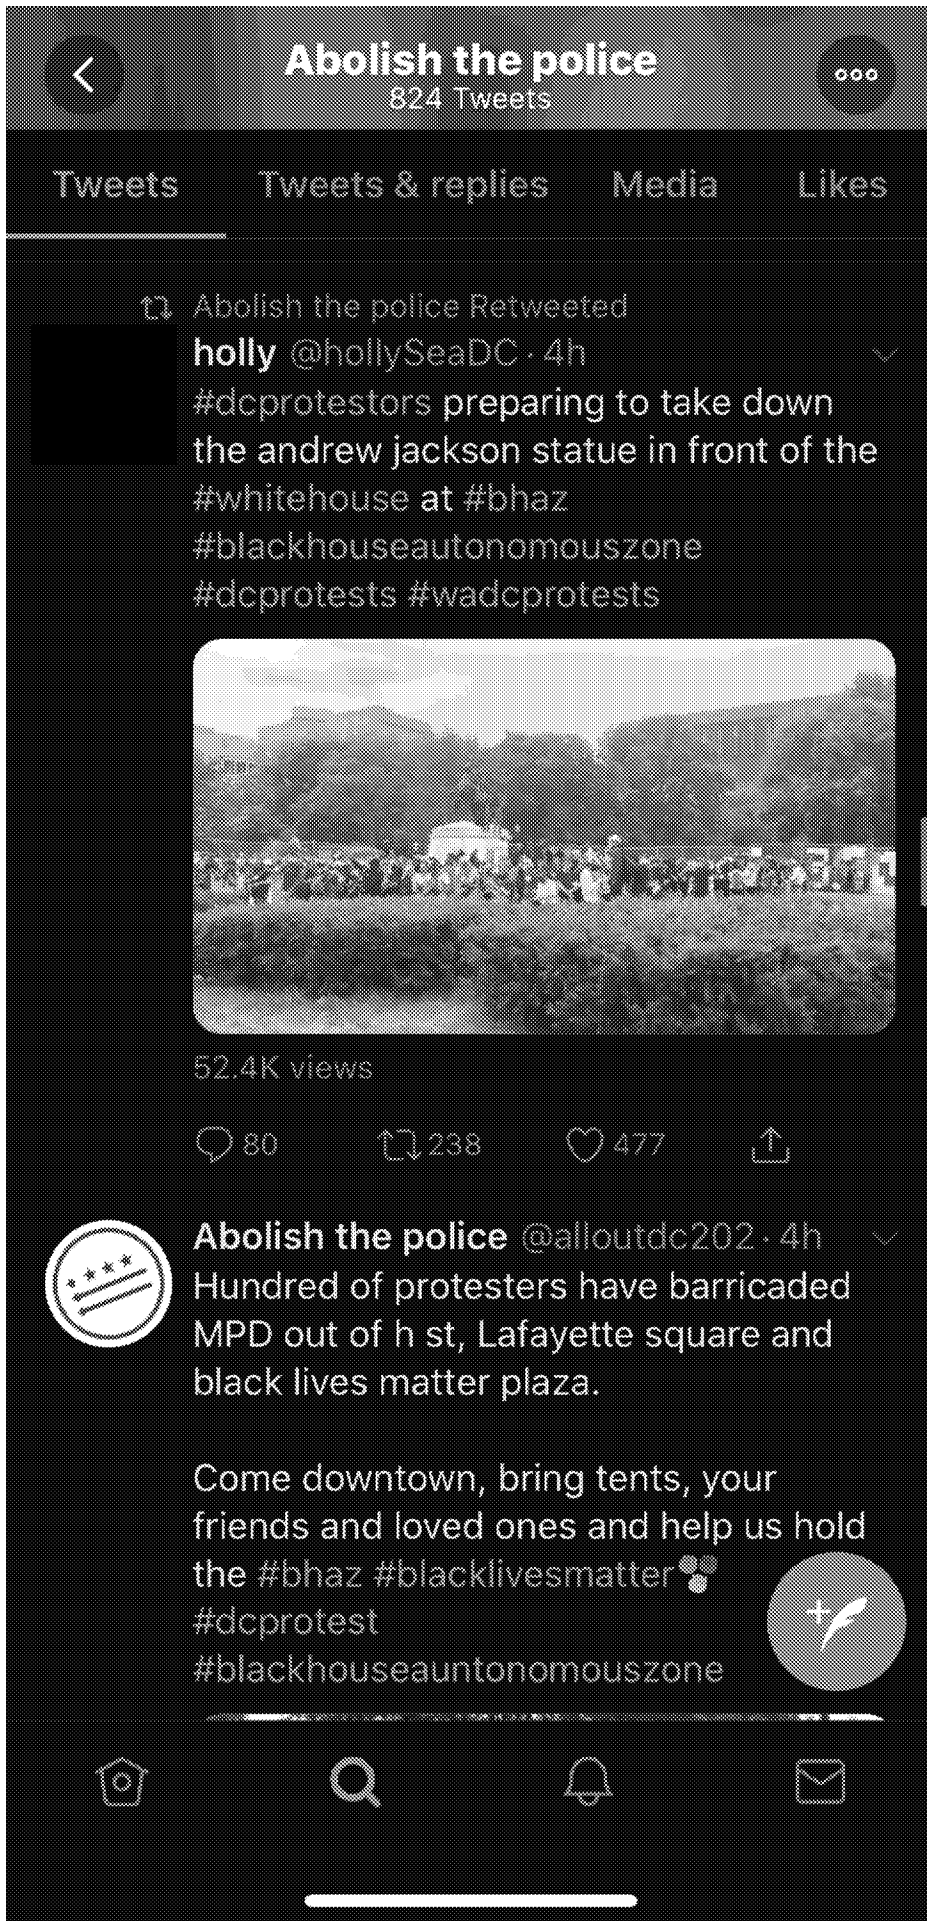 Abolish the police
824 Tweets
Tweets Tweets & replies Media Likes
Abolish the police Retweeted
holly @hollySeaDC · 4h
#dcprotestors preparing to take down
the andrew jackson statue in front of the
#whitehouse at #bhaz
#blackhouseautonomouszone
#dcprotests #wadcprotests
52.4K views
80 238 477
Abolish the police @alloutdc202 · 4h
Hundred of protesters have barricaded
MPD out of h st, Lafayette square and
black lives matter plaza.
Come downtown, bring tents, your
friends and loved ones and help us hold
the #bhaz #blacklivesmatter
#dcprotest
#blackhouseauntonomouszone